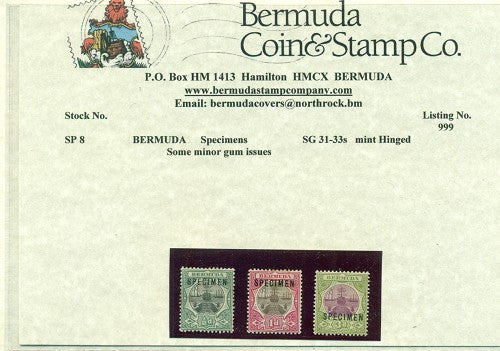 Bermuda
Coin&Stamp Co.
P.O. Box HM 1413 Hamilton HMCX BERMUDA
www.bermudastampcompany.com
Email: bermudacovers@northrock.bm
Stock No. Listing No.
999
SP 8 BERMUDA Specimens SG 31-33s mint Hinged
Some minor gum issues
BERMUDA BERMUDA BERMUDA
SPECIMEN SPECIMEN SPECIMEN